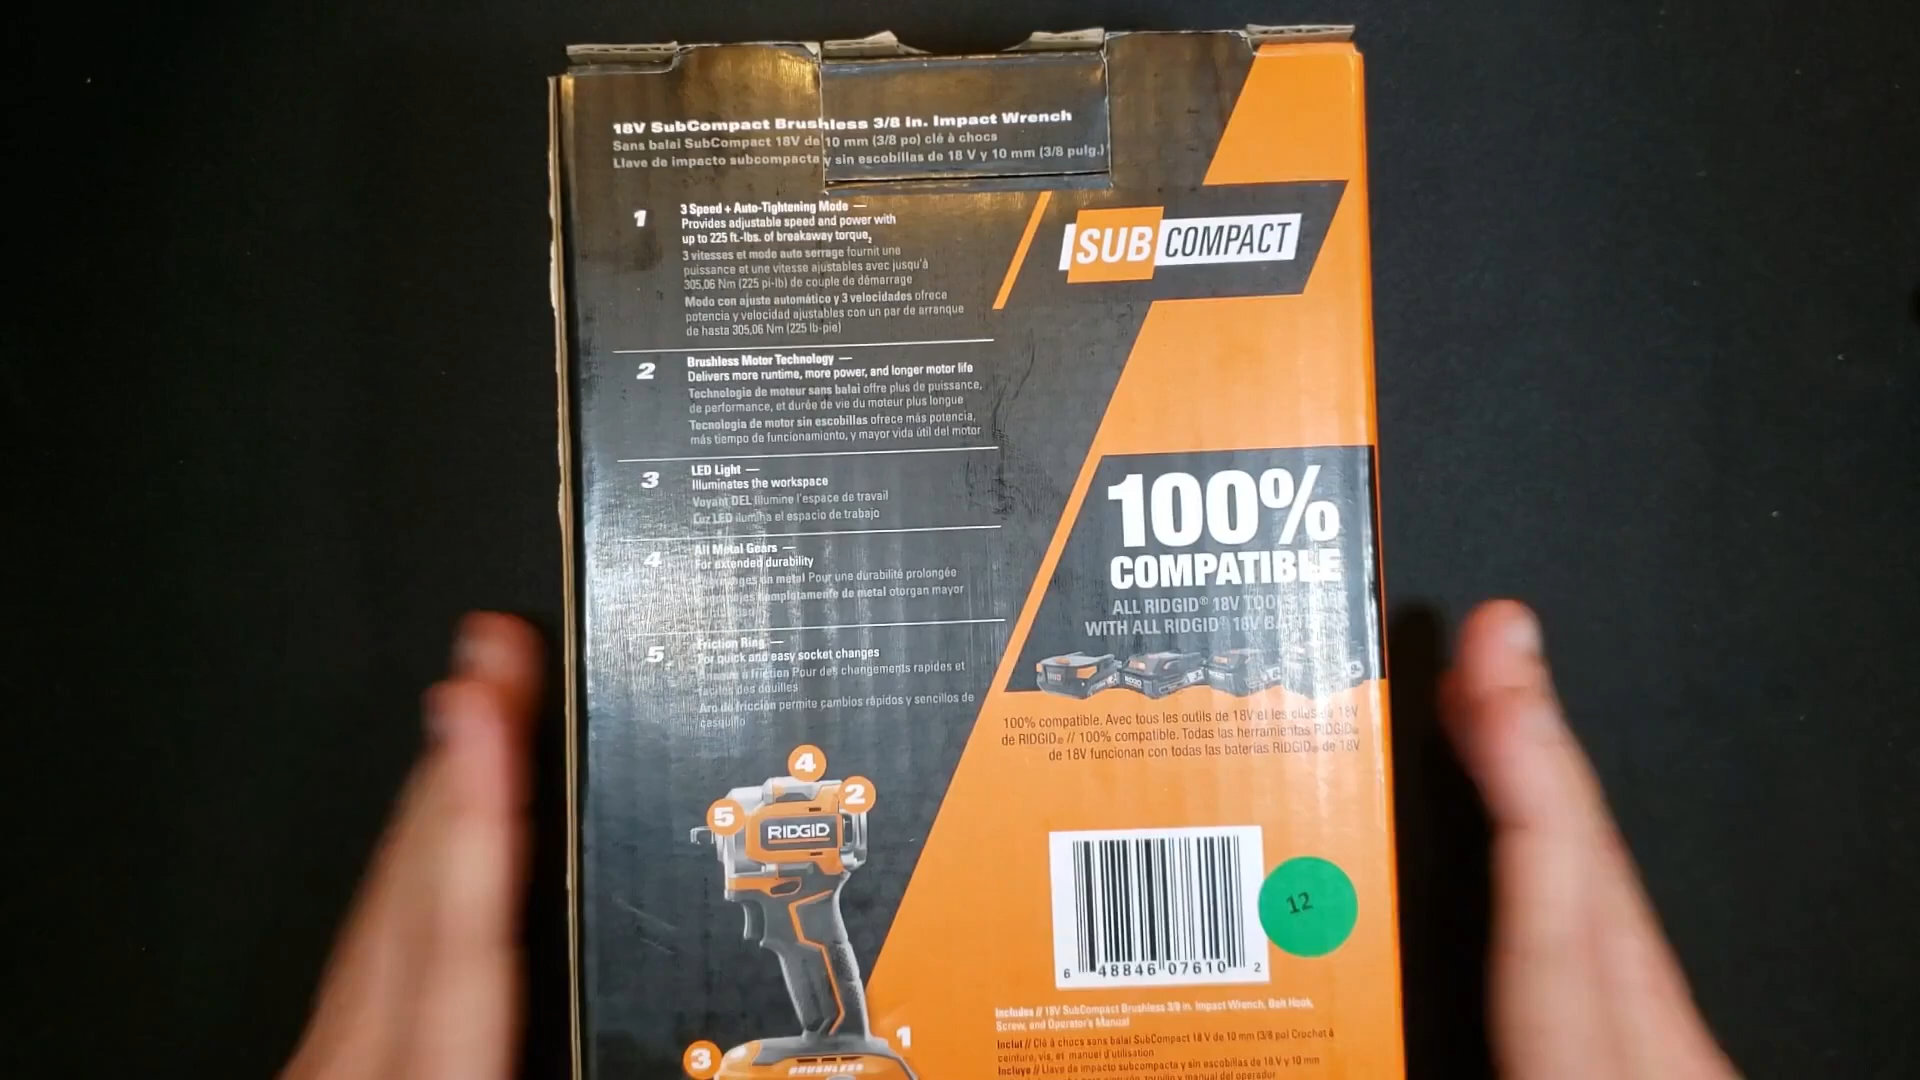 18V SubCompact Brushless 3/8 In. Impact Wrench
Sans balai SubCompact 18V de 10 mm (3/8 po) clé à chocs
Llave de impacto subcompacta y sin escobillas de 18 V y 10 mm (3/8 pulg.)
1
3 Speed + Auto-Tightening Mode —
Provides adjustable speed and power with
up to 225 ft.-lbs. of breakaway torque2
3 vitesses et mode auto serrage fournit une
puissance et une vitesse ajustables avec jusqu'à
305,06 Nm (225 pi-lb) de couple de démarrage
Modo con ajuste automático y 3 velocidades ofrece
potencia y velocidad ajustables con un par de arranque
de hasta 305,06 Nm (225 lb-pie)
2
Brushless Motor Technology —
Delivers more runtime, more power, and longer motor life
Technologie de moteur sans balai offre plus de puissance,
de performance, et durée de vie du moteur plus longue
Tecnología de motor sin escobillas ofrece más potencia,
más tiempo de funcionamiento, y mayor vida útil del motor
3
LED Light —
Illuminates the workspace
Voyant DEL Illumine l'espace de travail
Luz LED ilumina el espacio de trabajo
4
All Metal Gears —
For extended durability
en metal Pour une durabilité prolongée
completamente de metal otorgan mayor
5
Friction Ring —
For quick and easy socket changes
à friction Pour des changements rapides et
faciles des douilles
Aro de fricción permite cambios rápidos y sencillos de
casquillo
SUBCOMPACT
100%
COMPATIBLE
ALL RIDGID® 18V TOOLS WORK
WITH ALL RIDGID® 18V
100% compatible. Avec tous les outils de 18V et les piles de 18V
de RIDGID® // 100% compatible. Todas las herramientas RIDGID®
de 18V funcionan con todas las baterías RIDGID® de 18V
4
2
5
RIDGID
1
3
BRUSHLESS
12
6 48846 07610 2
Includes // 18V SubCompact Brushless 3/8 in. Impact Wrench, Belt Hook,
Screw, and Operator's Manual
Inclut // Clé à chocs sans balai SubCompact 18 V de 10 mm (3/8 po) Crochet à
ceinture, vis, et manuel d'utilisation
Incluye // Llave de impacto subcompacta y sin escobillas de 18 V y 10 mm
manual del operador